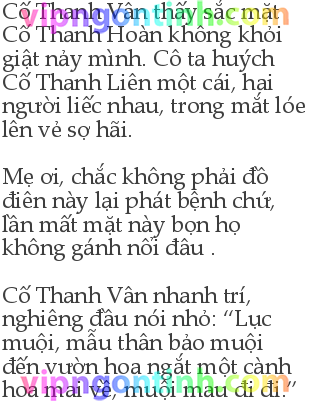 Cố Thanh Vân thấy sắc mặt
Cố Thanh Hoàn không khỏi
giật nảy mình. Cô ta huých
Cố Thanh Liên một cái, hai
người liếc nhau, trong mắt lóe
lên vẻ sợ hãi.
Mẹ ơi, chắc không phải đồ
điên này lại phát bệnh chứ,
lần mất mặt này bọn họ
không gánh nổi đâu .
Cố Thanh Vân nhanh trí,
nghiêng đầu nói nhỏ: “Lục
muội, mẫu thân bảo muội
đến vườn hoa ngắt một cành
hoa mai về, muội mau đi đi.”
vipngontinh.com
vipngontinh.com